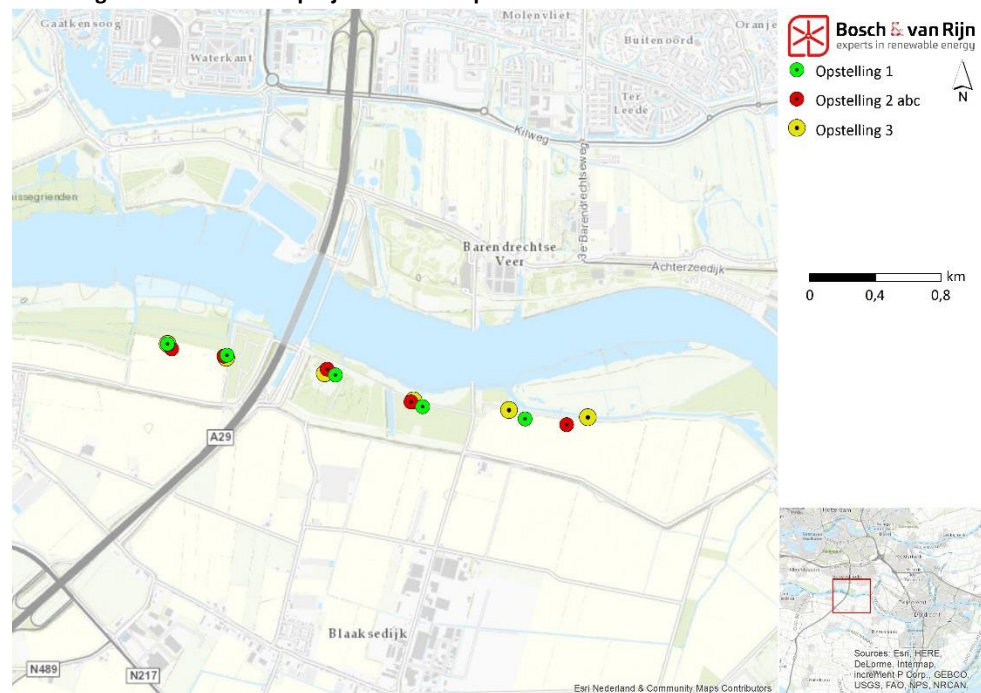 Gaatkensoog
Molenvliet
Oranje
Waterkant
Buitenoord
Ter
Leede
Kilweg
3e Barendrechtseweg
issegrienden
Barendrechtse
Veer
Achterzeedijk
A29
Blaaksedijk
N489
N217
Esri Nederland & Community Maps Contributors
Bosch & van Rijn
experts in renewable energy
Opstelling 1
Opstelling 2 abc
Opstelling 3
N
km
0 0,4 0,8
Sources: Esri, HERE,
DeLorme, Intermap,
increment P Corp., GEBCO,
USGS, FAO, NPS, NRCAN,